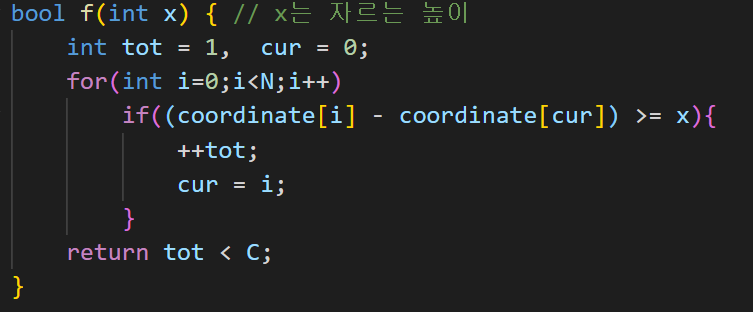 bool f(int x) { // x는 자르는 높이
    int tot = 1,  cur = 0;
    for(int i=0;i<N;i++)
        if((coordinate[i] - coordinate[cur]) >= x){
            ++tot;
            cur = i;
        }
    return tot < C;
}